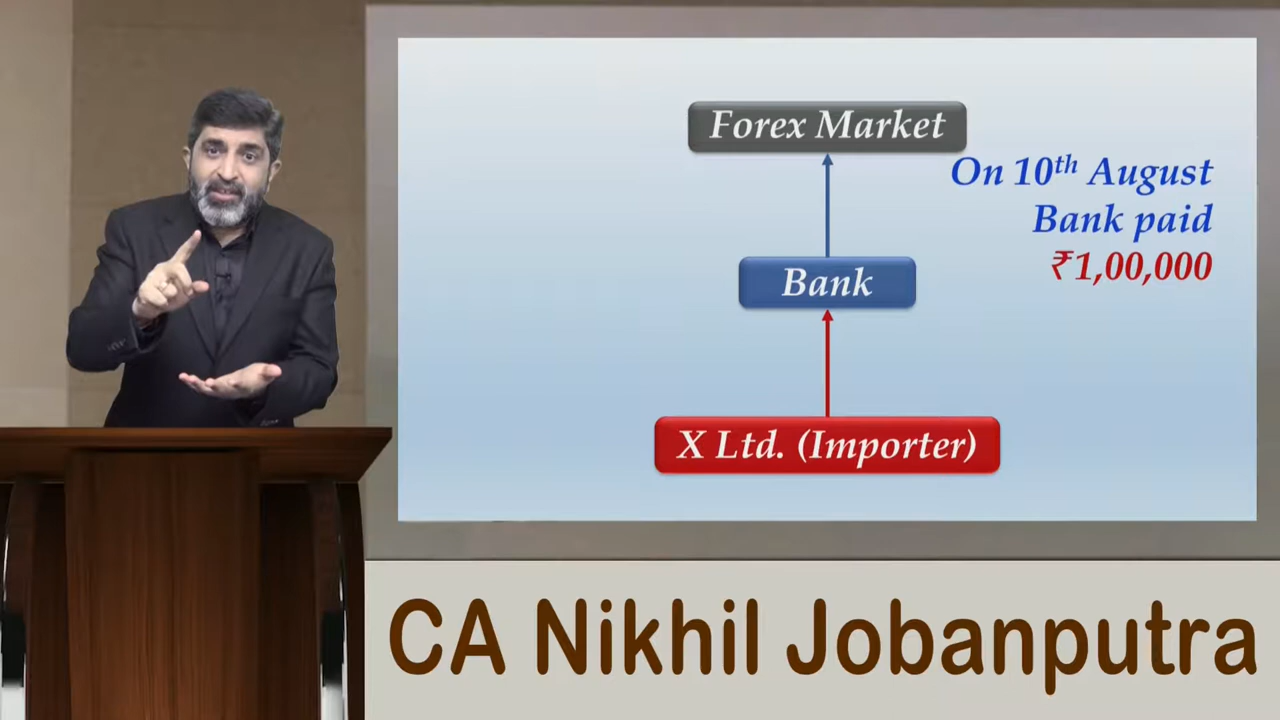 Forex Market
On 10th August
Bank paid
₹1,00,000
Bank
X Ltd. (Importer)
CA Nikhil Jobanputra